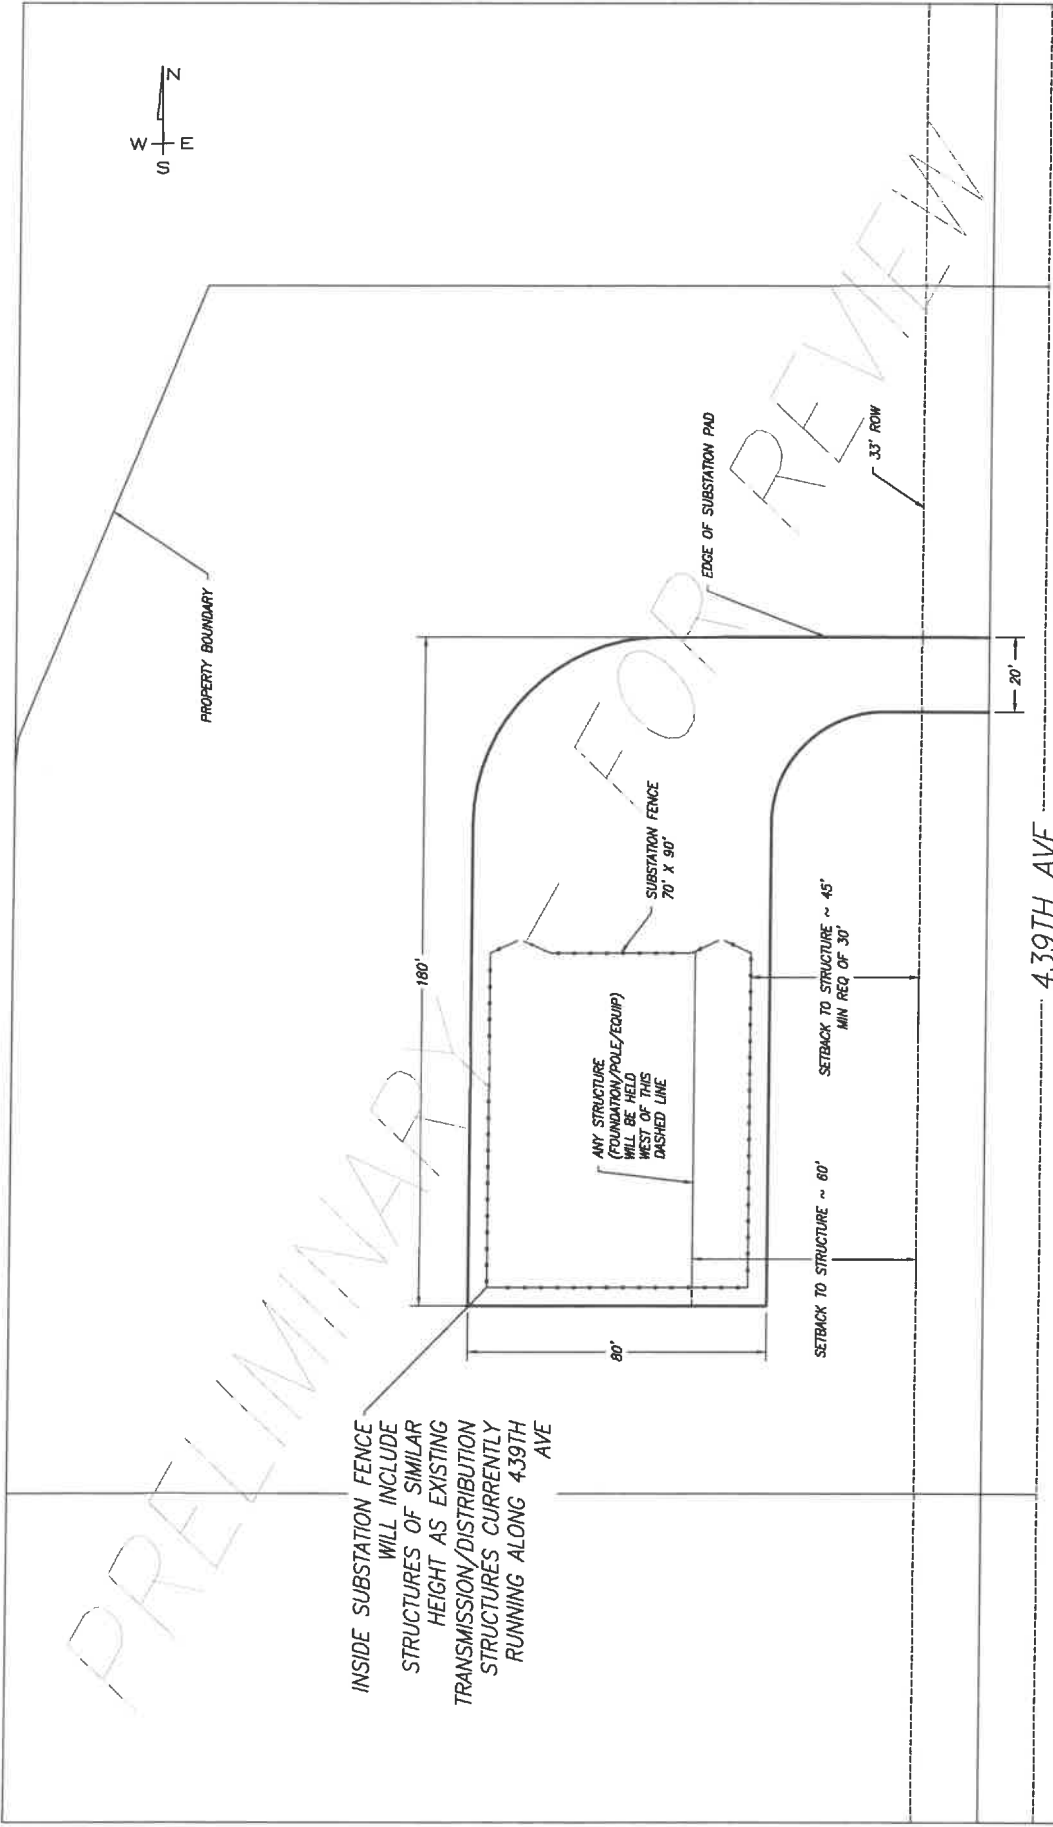 PRELIMINARY - FOR REVIEW
W E
N
S
PROPERTY BOUNDARY
INSIDE SUBSTATION FENCE
WILL INCLUDE
STRUCTURES OF SIMILAR
HEIGHT AS EXISTING
TRANSMISSION/DISTRIBUTION
STRUCTURES CURRENTLY
RUNNING ALONG 439TH
AVE
180'
80'
ANY STRUCTURE
(FOUNDATION/POLE/EQUIP)
WILL BE HELD
WEST OF THIS
DASHED LINE
SUBSTATION FENCE
70' X 90'
EDGE OF SUBSTATION PAD
33' ROW
SETBACK TO STRUCTURE ~ 60'
SETBACK TO STRUCTURE ~ 45'
MIN REQ OF 30'
20'
439TH AVE